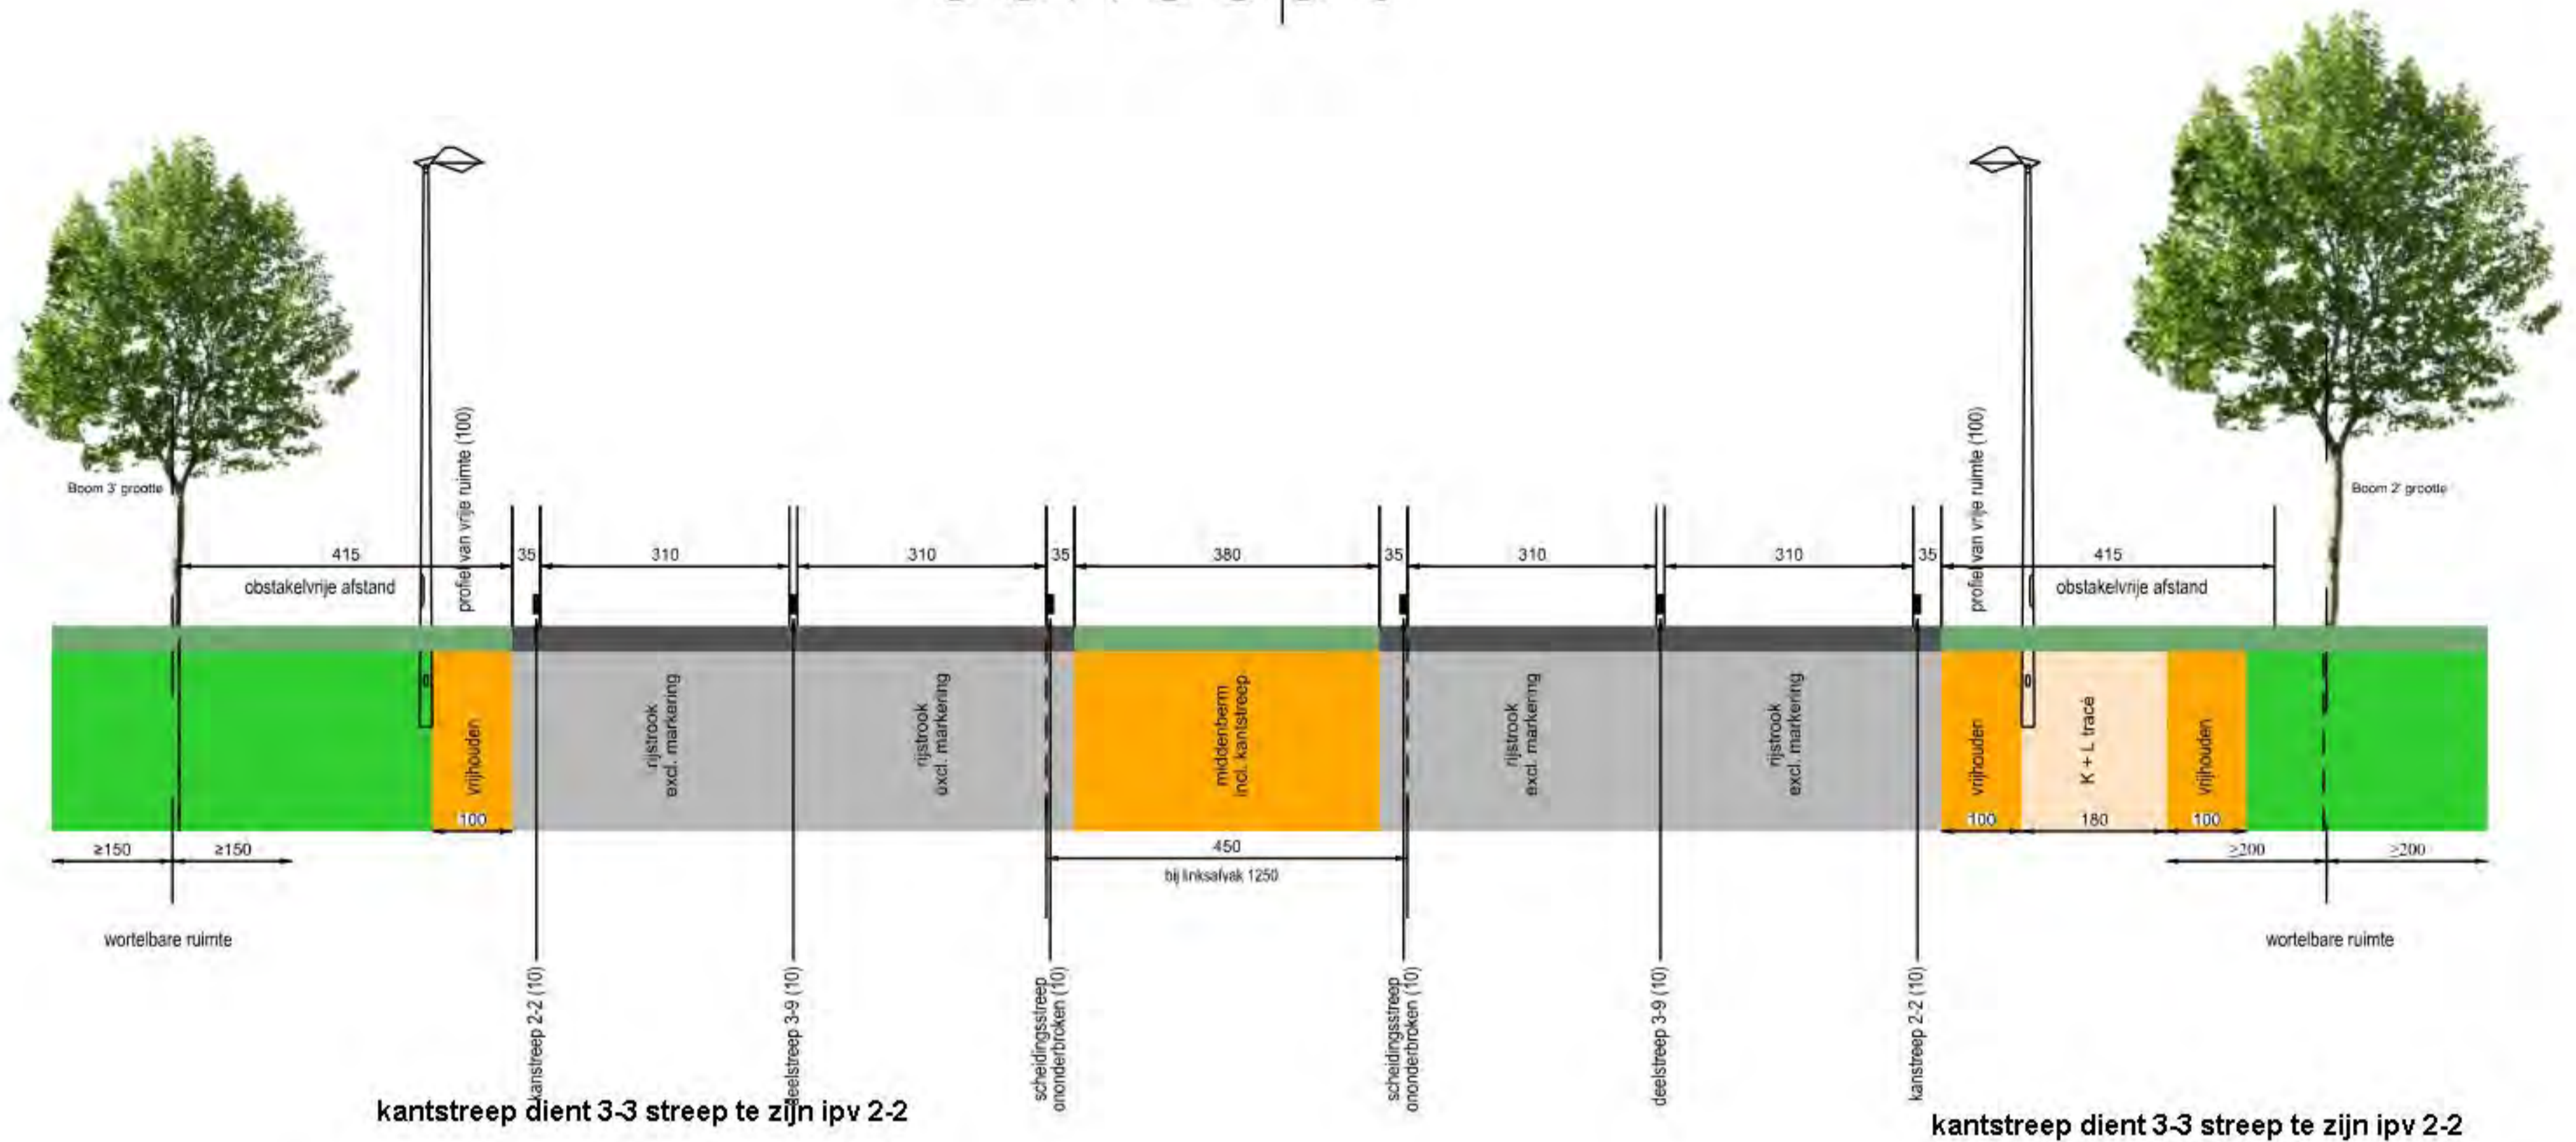 profiel van vrije ruimte (100)
profiel van vrije ruimte (100)
Boom 3' grootte
Boom 2' grootte
415
35
310
310
35
380
35
310
310
35
415
obstakelvrije afstand
obstakelvrije afstand
vrijhouden
rijstrook
excl. markering
rijstrook
excl. markering
middenberm
incl. kantstreep
rijstrook
excl. markering
rijstrook
excl. markering
vrijhouden
K + L tracé
vrijhouden
100
100
180
100
≥150
≥150
450
≥200
≥200
bij linksafvak 1250
wortelbare ruimte
wortelbare ruimte
kanstreep 2-2 (10)
deelstreep 3-9 (10)
scheidingsstreep
ononderbroken (10)
scheidingsstreep
ononderbroken (10)
deelstreep 3-9 (10)
kanstreep 2-2 (10)
kantstreep dient 3-3 streep te zijn ipv 2-2
kantstreep dient 3-3 streep te zijn ipv 2-2